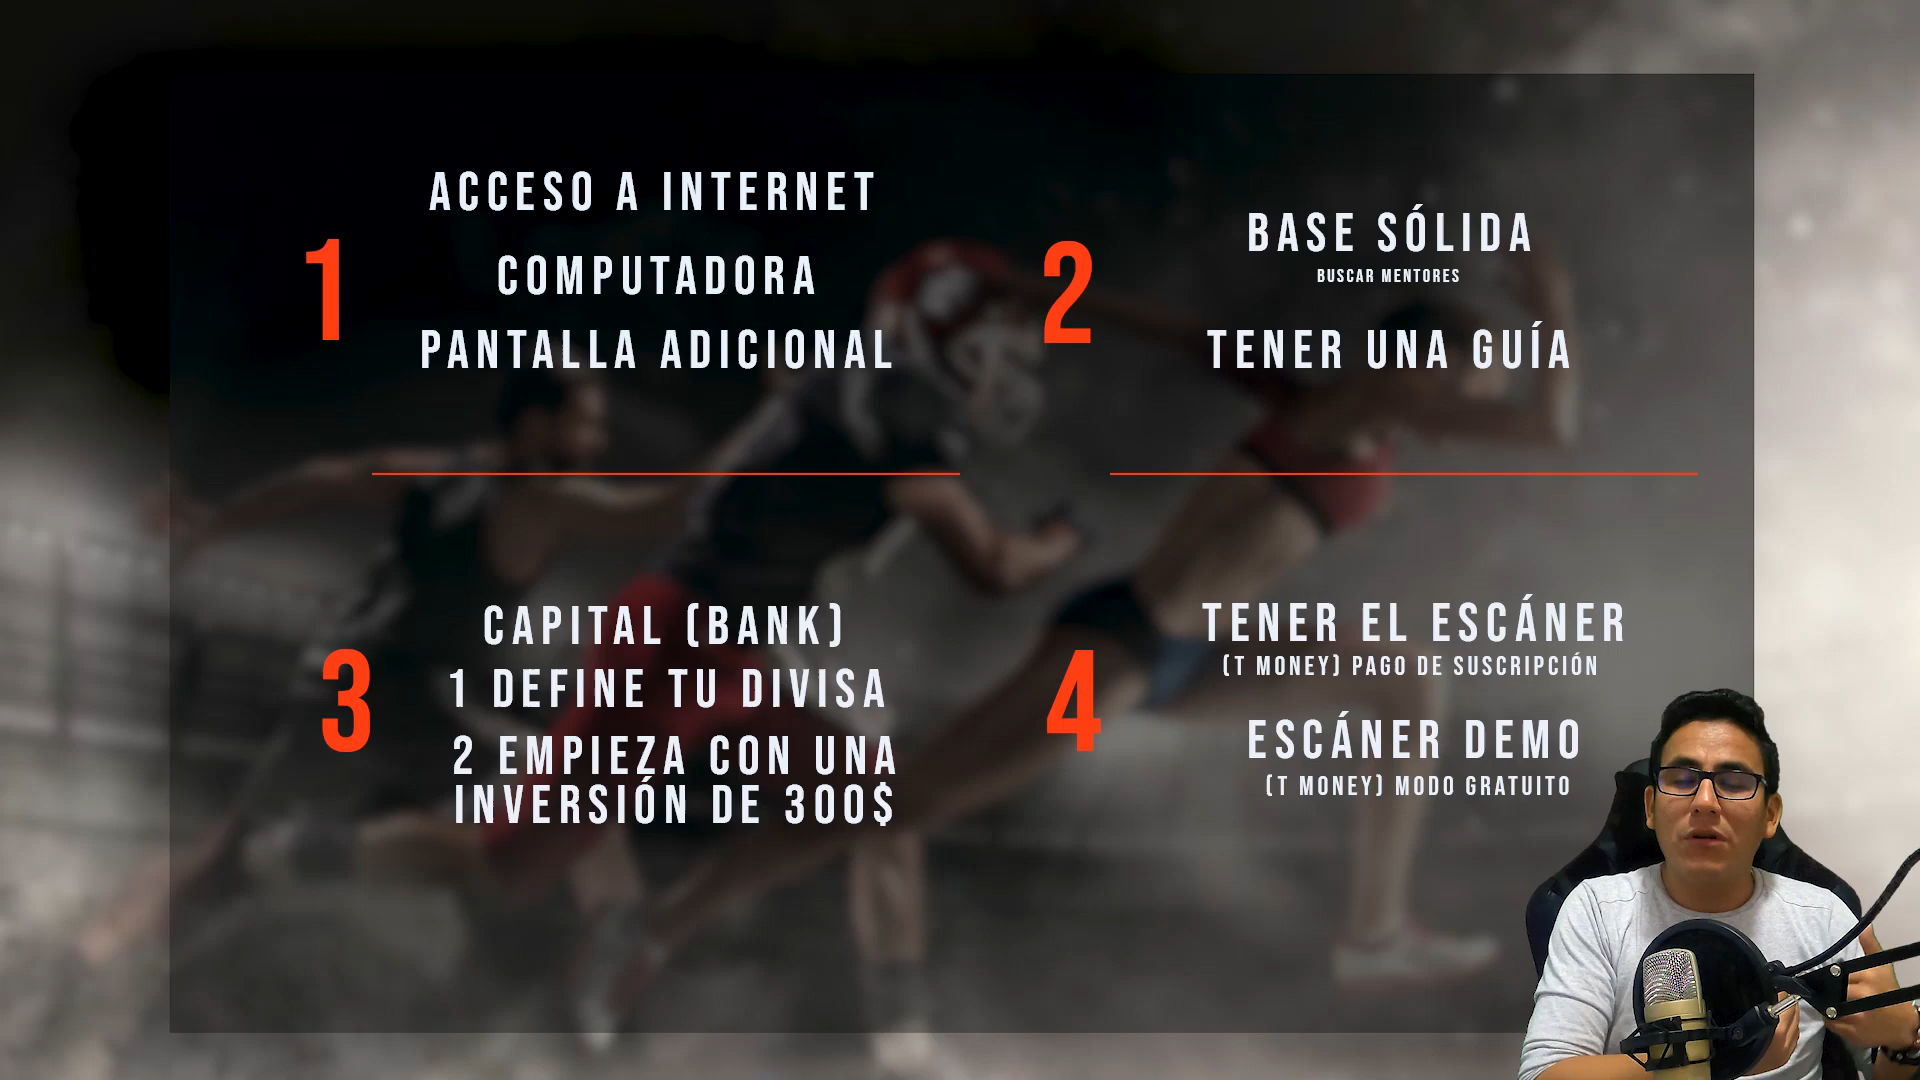 1
ACCESO A INTERNET
COMPUTADORA
PANTALLA ADICIONAL
2
BASE SÓLIDA
BUSCAR MENTORES
TENER UNA GUÍA
3
CAPITAL (BANK)
1 DEFINE TU DIVISA
2 EMPIEZA CON UNA
INVERSIÓN DE 300$
4
TENER EL ESCÁNER
(T MONEY) PAGO DE SUSCRIPCIÓN
ESCÁNER DEMO
(T MONEY) MODO GRATUITO